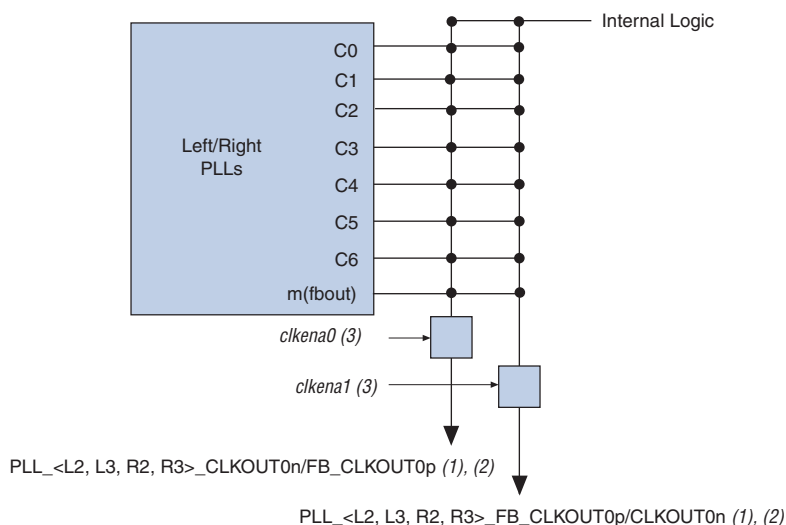 Internal Logic
C0
C1
C2
Left/Right
PLLs
C3
C4
C5
C6
m(fbout)
clkena0 (3)
clkena1 (3)
PLL_<L2, L3, R2, R3>_CLKOUT0n/FB_CLKOUT0p (1), (2)
PLL_<L2, L3, R2, R3>_FB_CLKOUT0p/CLKOUT0n (1), (2)